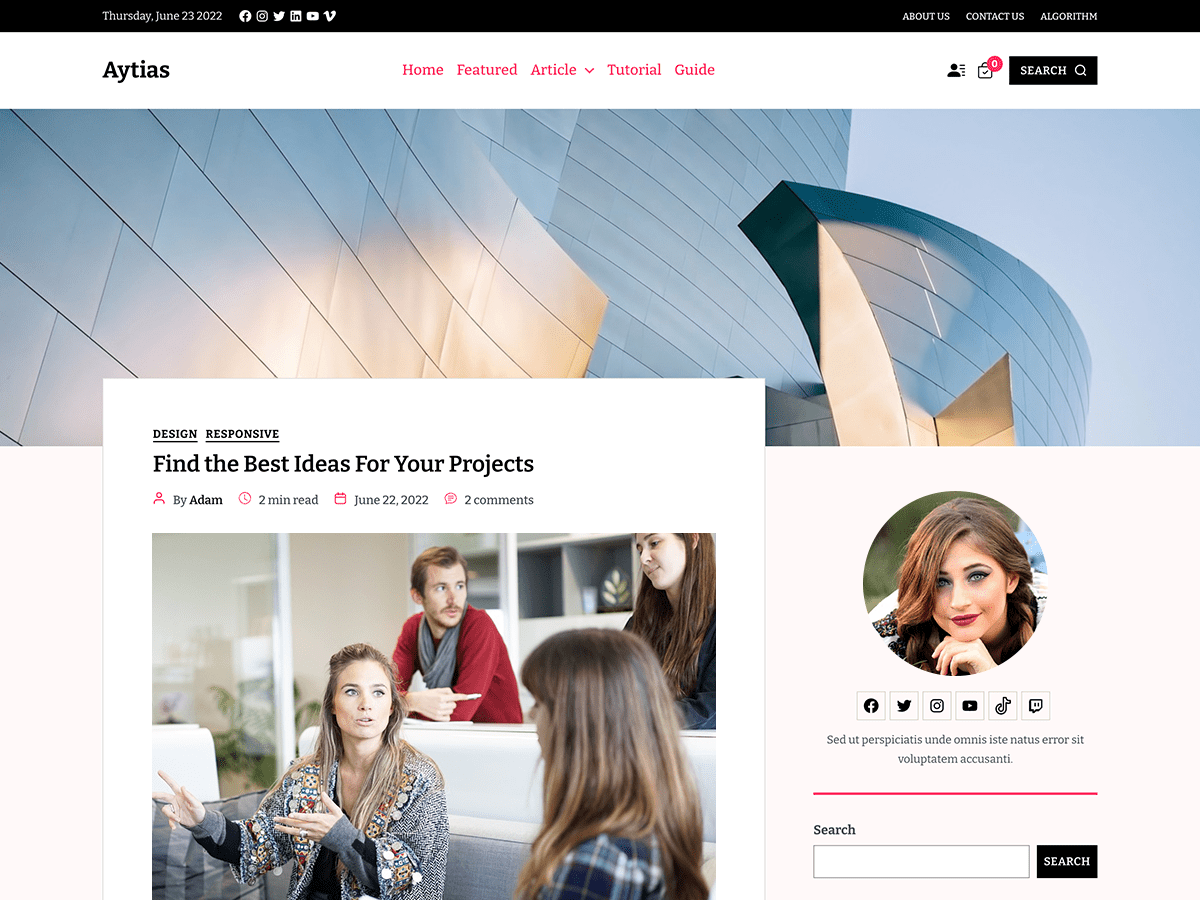 Thursday, June 23 2022
ABOUT US CONTACT US ALGORITHM
Aytias
Home Featured Article Tutorial Guide
0
SEARCH
DESIGN RESPONSIVE
Find the Best Ideas For Your Projects
By Adam 2 min read June 22, 2022 2 comments
Sed ut perspiciatis unde omnis iste natus error sit
voluptatem accusanti.
Search
SEARCH